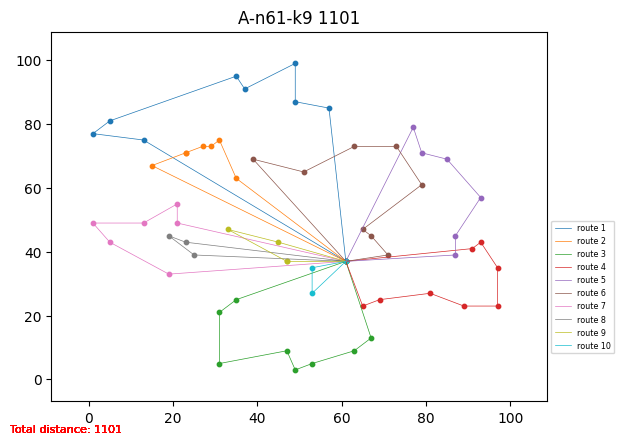 A-n61-k9 1101
100
80
60
40
20
0
0 20 40 60 80 100
route 1
route 2
route 3
route 4
route 5
route 6
route 7
route 8
route 9
route 10
Total distance: 1101